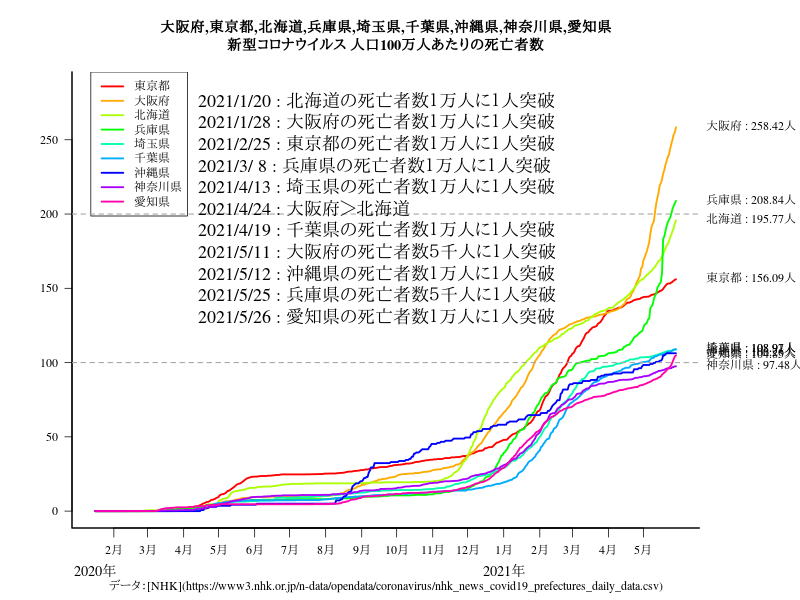 大阪府,東京都,北海道,兵庫県,埼玉県,千葉県,沖縄県,神奈川県,愛知県
新型コロナウイルス 人口100万人あたりの死亡者数
東京都
大阪府
北海道
兵庫県
埼玉県
千葉県
沖縄県
神奈川県
愛知県
2021/1/20 : 北海道の死亡者数1万人に1人突破
2021/1/28 : 大阪府の死亡者数1万人に1人突破
2021/2/25 : 東京都の死亡者数1万人に1人突破
2021/3/ 8 : 兵庫県の死亡者数1万人に1人突破
2021/4/13 : 埼玉県の死亡者数1万人に1人突破
2021/4/24 : 大阪府＞北海道
2021/4/19 : 千葉県の死亡者数1万人に1人突破
2021/5/11 : 大阪府の死亡者数5千人に1人突破
2021/5/12 : 沖縄県の死亡者数1万人に1人突破
2021/5/25 : 兵庫県の死亡者数5千人に1人突破
2021/5/26 : 愛知県の死亡者数1万人に1人突破
大阪府 : 258.42人
兵庫県 : 208.84人
北海道 : 195.77人
東京都 : 156.09人
神奈川県 : 97.48人
250
200
150
100
50
0
2月 3月 4月 5月 6月 7月 8月 9月 10月 11月 12月 1月 2月 3月 4月 5月
2020年 2021年
データ：[NHK](https://www3.nhk.or.jp/n-data/opendata/coronavirus/nhk_news_covid19_prefectures_daily_data.csv)